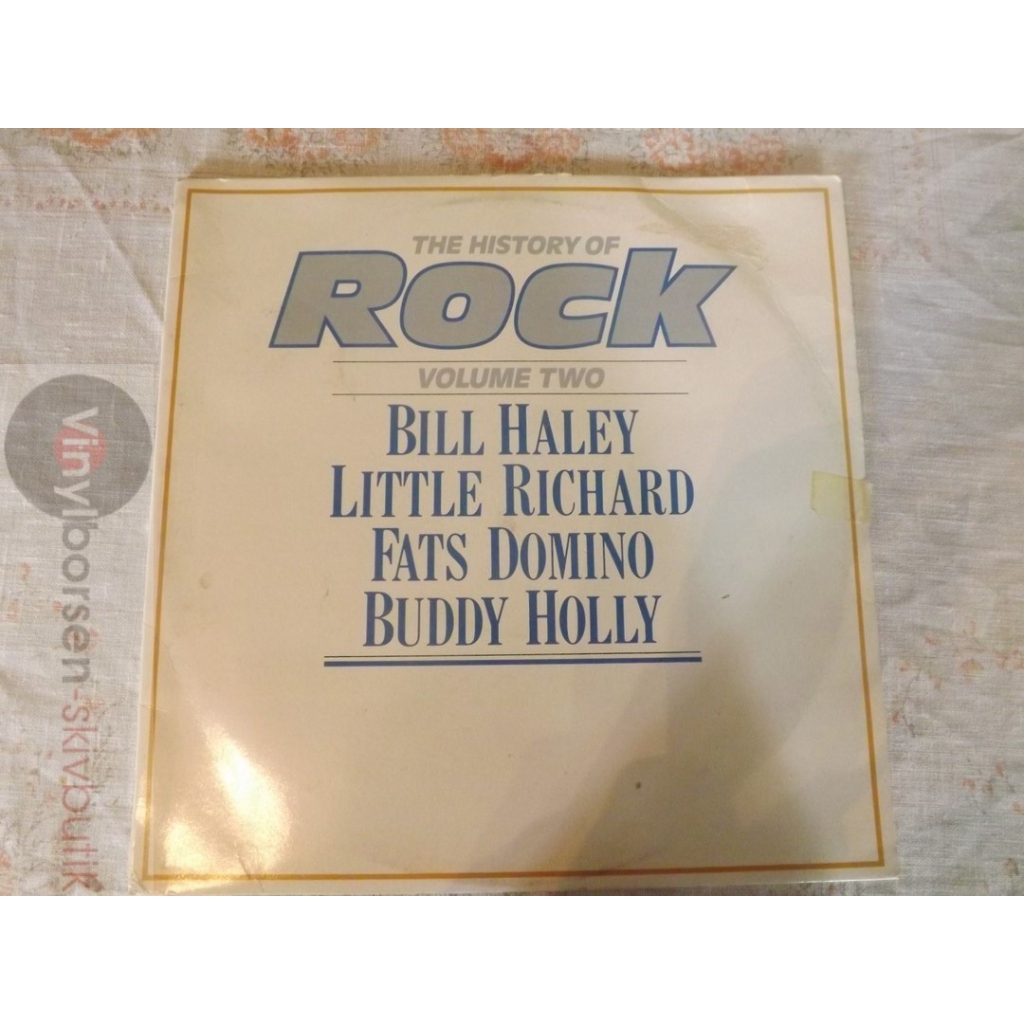 THE HISTORY OF
Rock
VOLUME TWO
BILL HALEY
LITTLE RICHARD
FATS DOMINO
BUDDY HOLLY
Vinylborsen-skivbutik